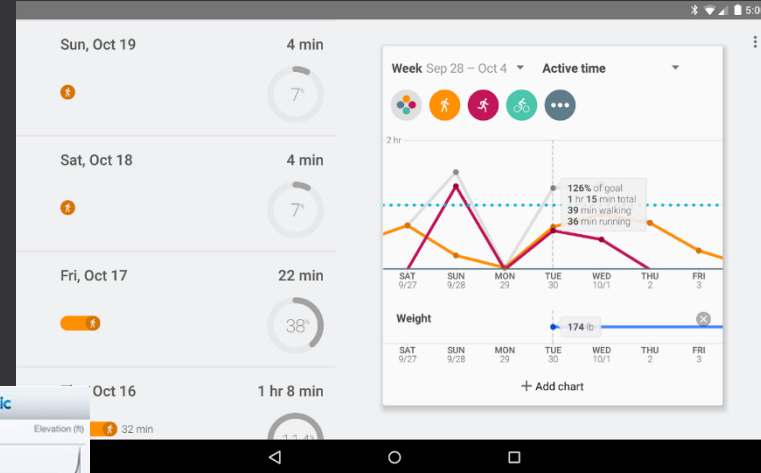 5:0
Sun, Oct 19
4 min
7%
Sat, Oct 18
4 min
7%
Fri, Oct 17
22 min
38%
Oct 16
1 hr 8 min
32 min
ic
Elevation (ft)
Week Sep 28 – Oct 4
Active time
2 hr
126% of goal
1 hr 15 min total
39 min walking
36 min running
SAT SUN MON TUE WED THU FRI
9/27 9/28 29 30 10/1 2 3
Weight
174 lb
SAT SUN MON TUE WED THU FRI
9/27 9/28 29 30 10/1 2 3
+ Add chart